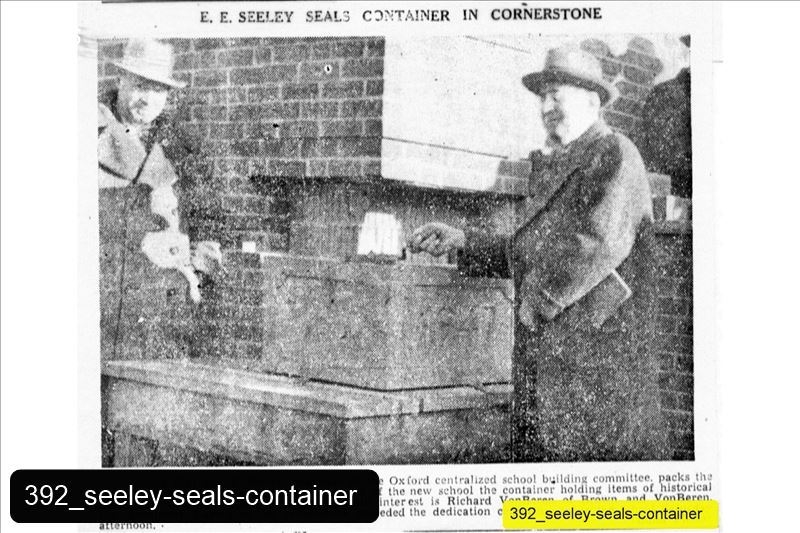 E. E. SEELEY SEALS CONTAINER IN CORNERSTONE
Oxford centralized school building committee, packs the
the new school the container holding items of historical
interest is Richard VonBeren of Brown and VonBeren,
the dedication
afternoon.
392_seeley-seals-container
392_seeley-seals-container